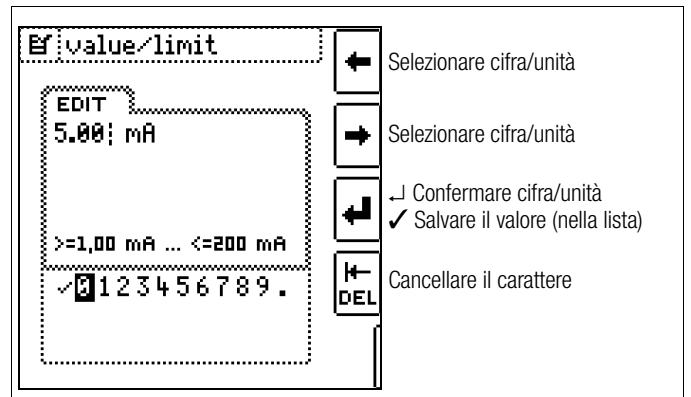 value/limit
Selezionare cifra/unità
EDIT
5.00 mA
Selezionare cifra/unità
↵ Confermare cifra/unità
✓ Salvare il valore (nella lista)
>=1,00 mA ... <=200 mA
✓0123456789.
DEL
Cancellare il carattere